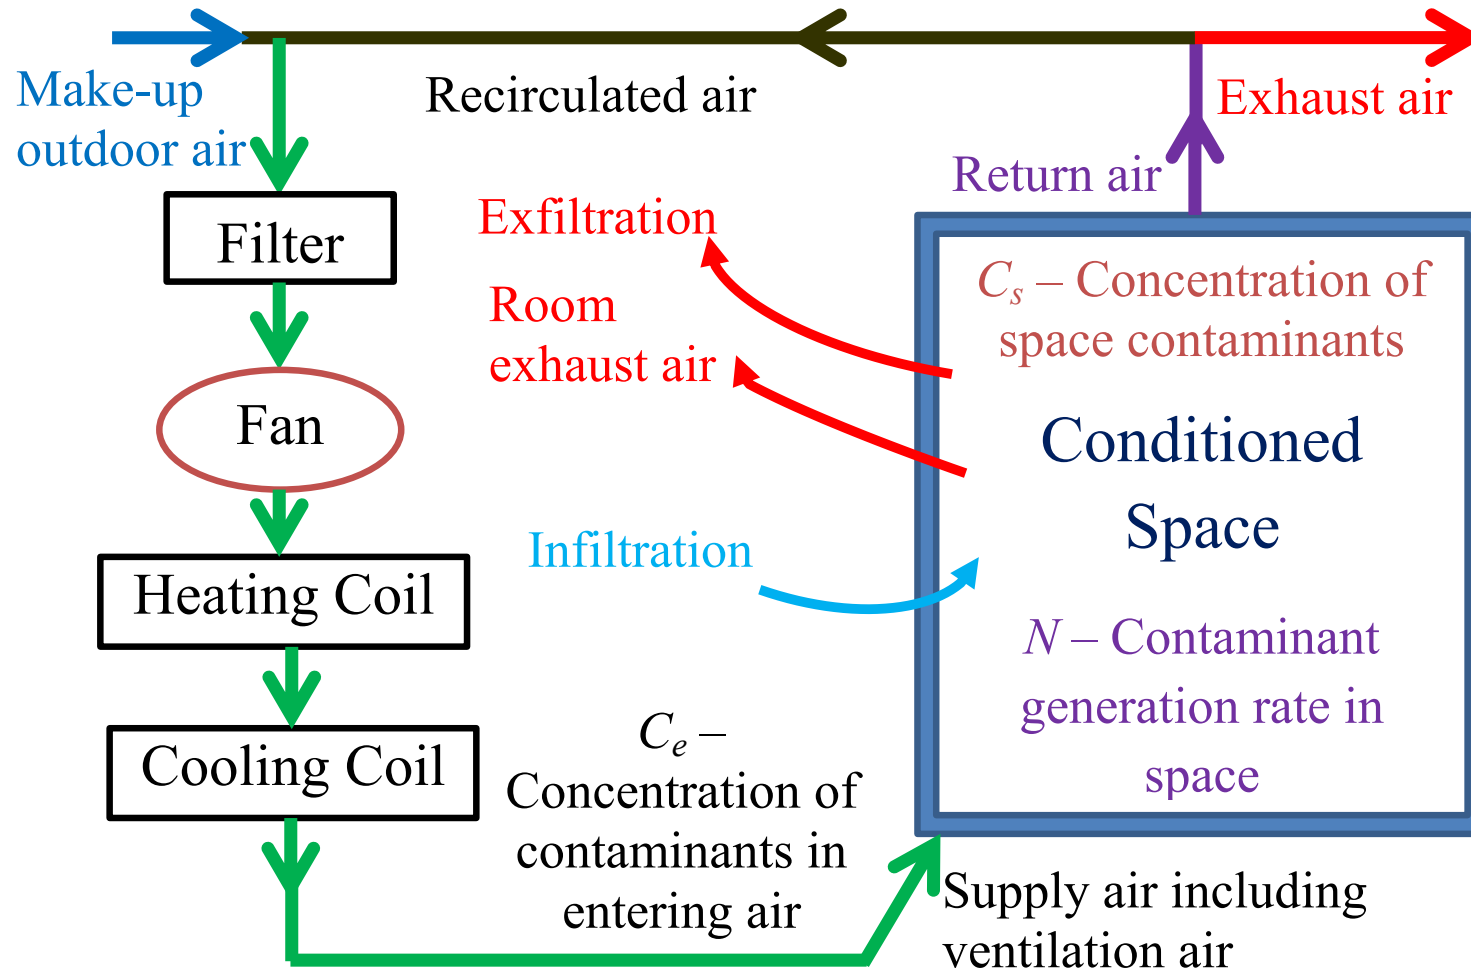 Make-up
outdoor air
Recirculated air
Exhaust air
Return air
Filter
Exfiltration
Room
exhaust air
Fan
Infiltration
Heating Coil
Cooling Coil
C_e –
Concentration of
contaminants in
entering air
C_s – Concentration of
space contaminants
Conditioned
Space
N – Contaminant
generation rate in
space
Supply air including
ventilation air